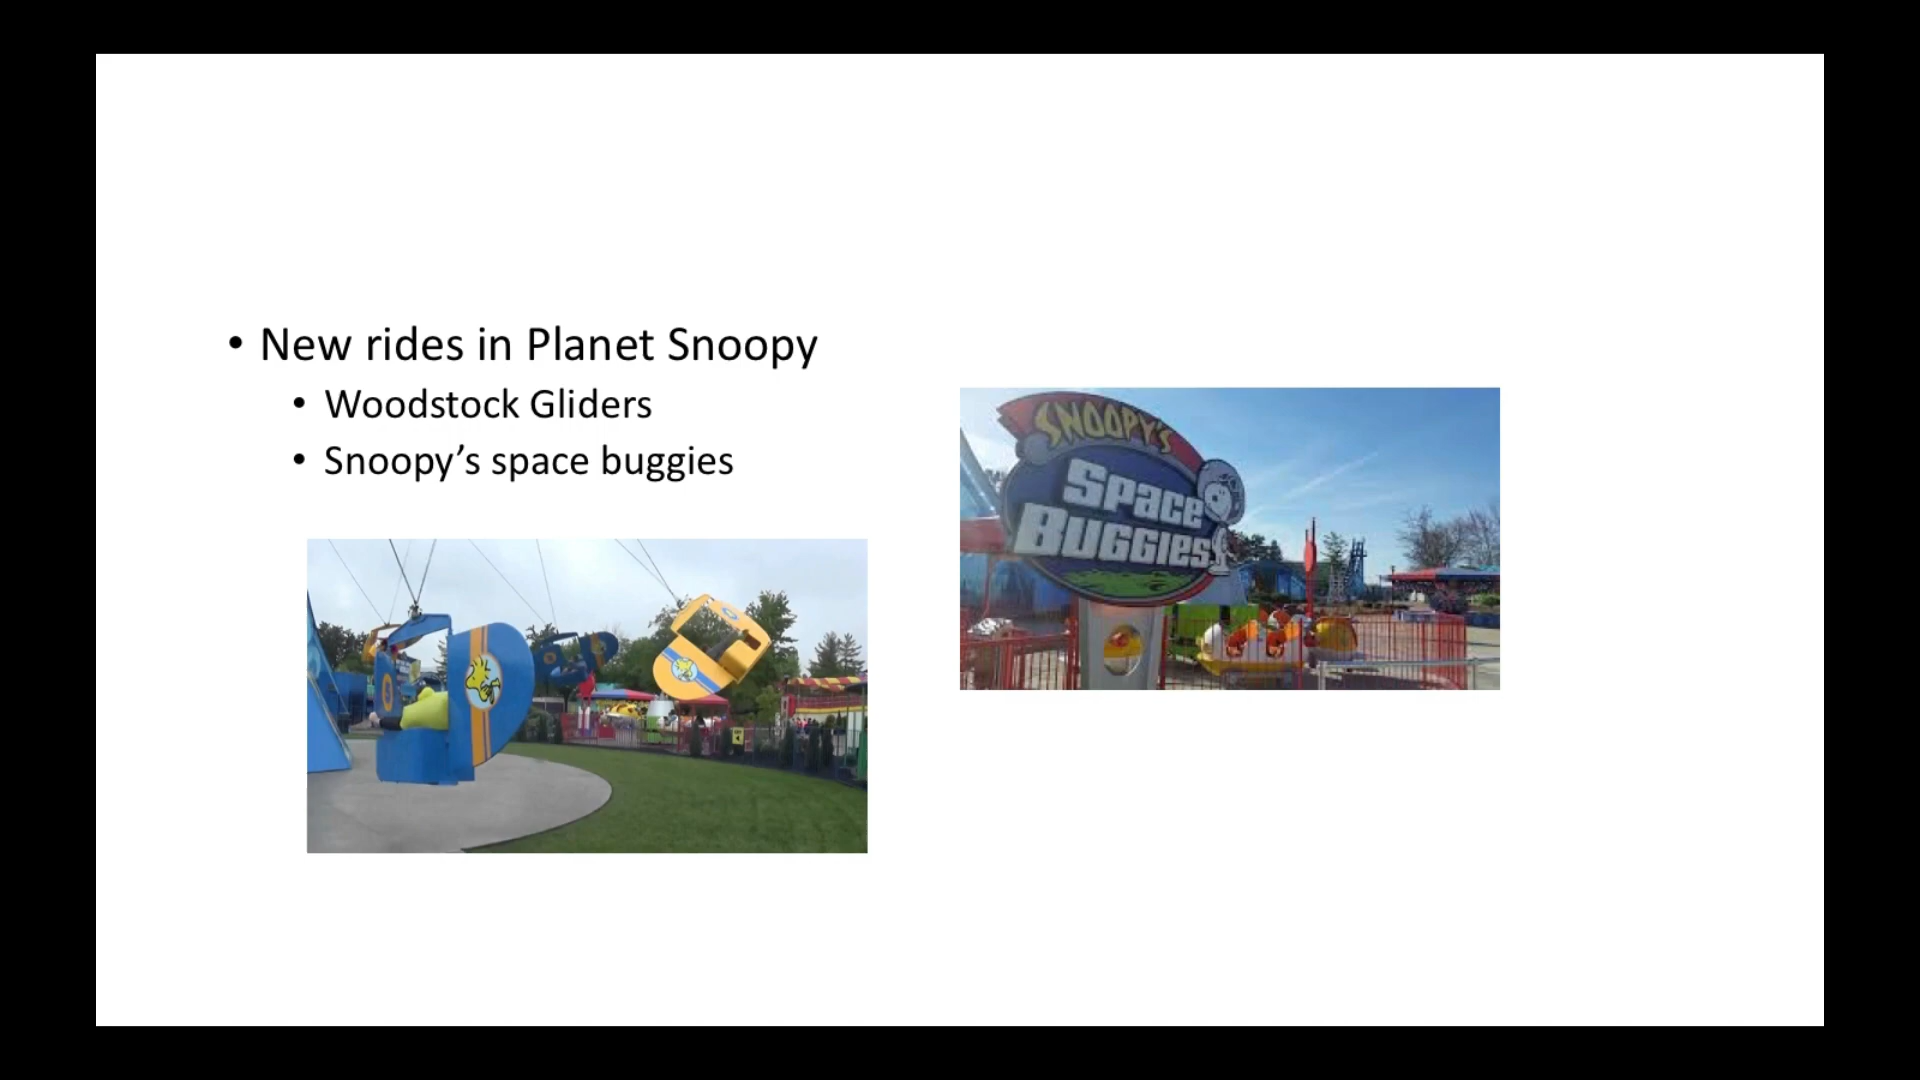 • New rides in Planet Snoopy
• Woodstock Gliders
• Snoopy’s space buggies
SNOOPY'S
Space
Buggies